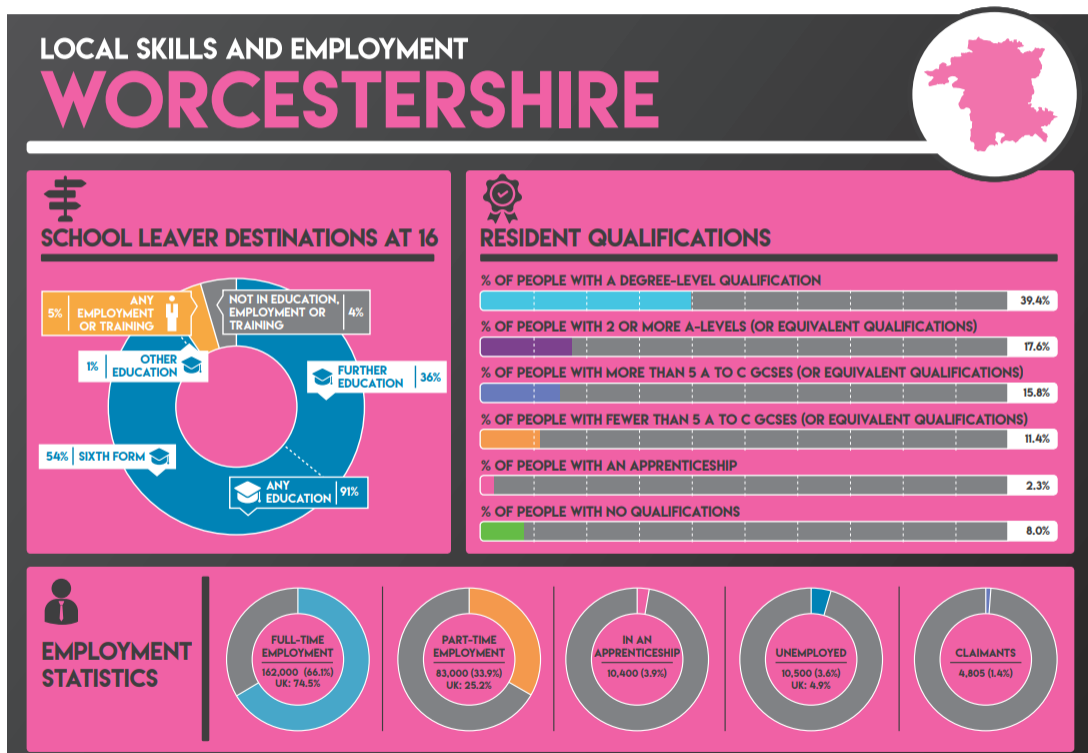 LOCAL SKILLS AND EMPLOYMENT
WORCESTERSHIRE
SCHOOL LEAVER DESTINATIONS AT 16
5%
ANY
EMPLOYMENT
OR TRAINING
NOT IN EDUCATION,
EMPLOYMENT OR
TRAINING
4%
1%
OTHER
EDUCATION
FURTHER
EDUCATION
36%
54%
SIXTH FORM
ANY
EDUCATION
91%
RESIDENT QUALIFICATIONS
% OF PEOPLE WITH A DEGREE-LEVEL QUALIFICATION
39.4%
% OF PEOPLE WITH 2 OR MORE A-LEVELS (OR EQUIVALENT QUALIFICATIONS)
17.6%
% OF PEOPLE WITH MORE THAN 5 A TO C GCSES (OR EQUIVALENT QUALIFICATIONS)
15.8%
% OF PEOPLE WITH FEWER THAN 5 A TO C GCSES (OR EQUIVALENT QUALIFICATIONS)
11.4%
% OF PEOPLE WITH AN APPRENTICESHIP
2.3%
% OF PEOPLE WITH NO QUALIFICATIONS
8.0%
EMPLOYMENT
STATISTICS
FULL-TIME
EMPLOYMENT
162,000 (66.1%)
UK: 74.5%
PART-TIME
EMPLOYMENT
83,000 (33.9%)
UK: 25.2%
IN AN
APPRENTICESHIP
10,400 (3.9%)
UNEMPLOYED
10,500 (3.6%)
UK: 4.9%
CLAIMANTS
4,805 (1.4%)